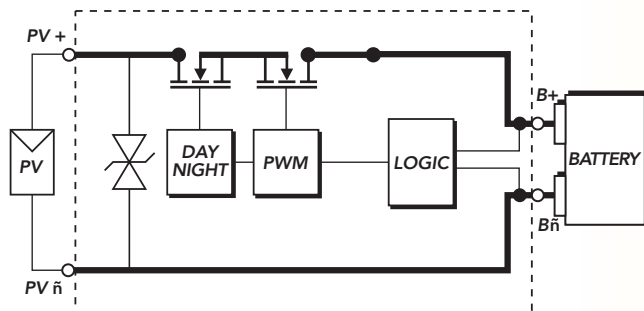 PV +
B+
DAY
NIGHT
PWM
LOGIC
BATTERY
PV
Bñ
PV ñ